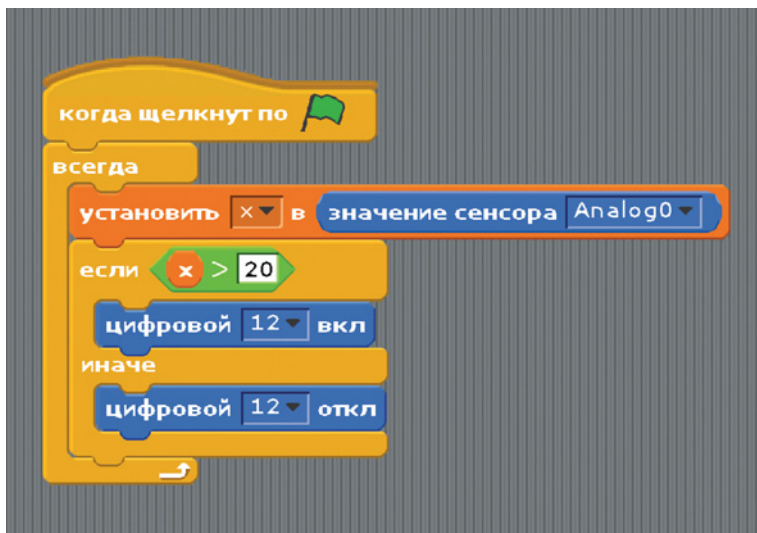 когда щелкнут по
всегда
установить x в значение сенсора Analog0
если x > 20
цифровой 12 вкл
иначе
цифровой 12 откл